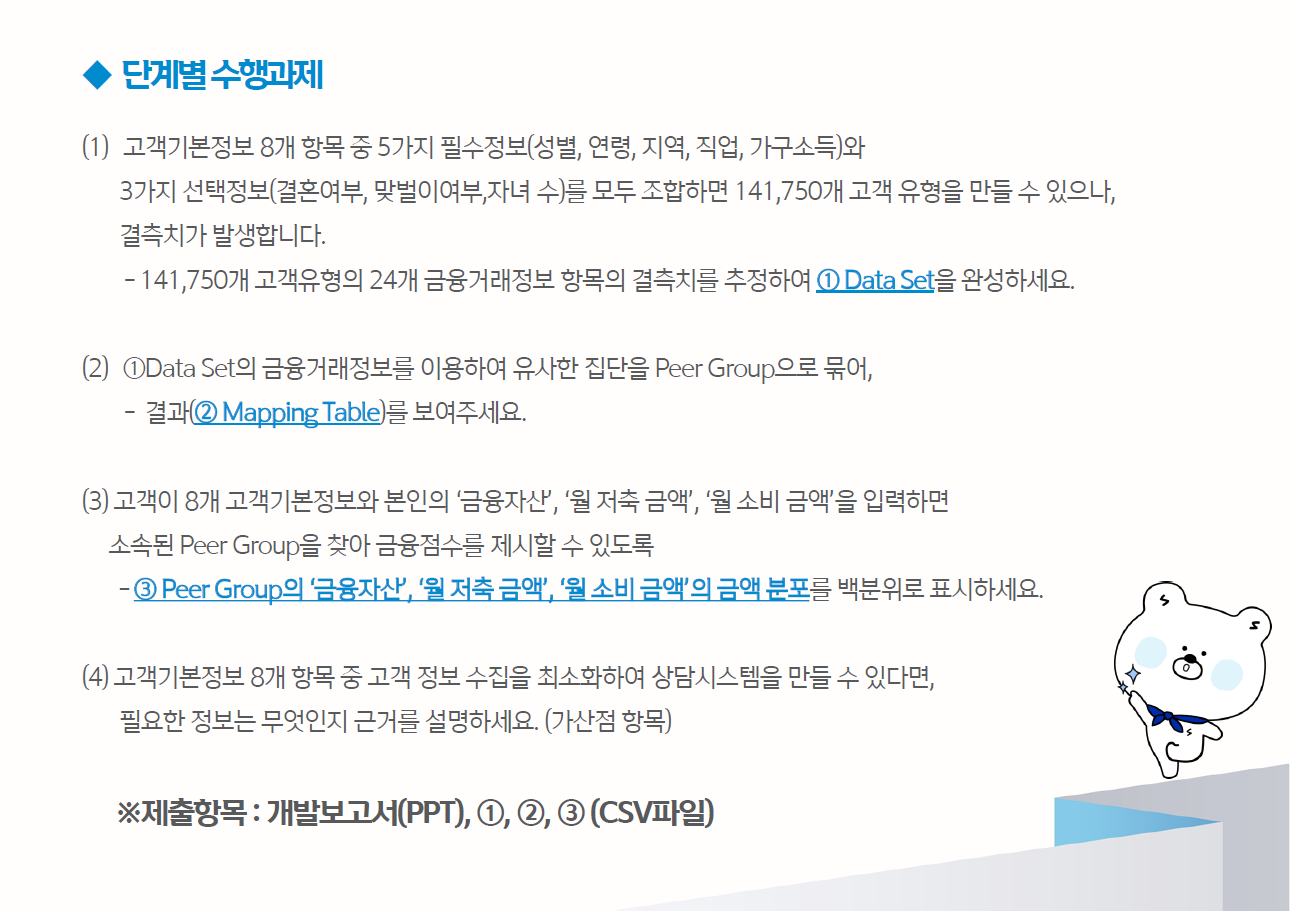 ◆ 단계별 수행과제
(1) 고객기본정보 8개 항목 중 5가지 필수정보(성별, 연령, 지역, 직업, 가구소득)와
3가지 선택정보(결혼여부, 맞벌이여부,자녀 수)를 모두 조합하면 141,750개 고객 유형을 만들 수 있으나,
결측치가 발생합니다.
- 141,750개 고객유형의 24개 금융거래정보 항목의 결측치를 추정하여 ① Data Set을 완성하세요.
(2) ①Data Set의 금융거래정보를 이용하여 유사한 집단을 Peer Group으로 묶어,
- 결과(② Mapping Table)를 보여주세요.
(3) 고객이 8개 고객기본정보와 본인의 ‘금융자산’, ‘월 저축 금액’, ‘월 소비 금액’을 입력하면
소속된 Peer Group을 찾아 금융점수를 제시할 수 있도록
- ③ Peer Group의 ‘금융자산’, ‘월 저축 금액’, ‘월 소비 금액’의 금액 분포를 백분위로 표시하세요.
(4) 고객기본정보 8개 항목 중 고객 정보 수집을 최소화하여 상담시스템을 만들 수 있다면,
필요한 정보는 무엇인지 근거를 설명하세요. (가산점 항목)
※제출항목 : 개발보고서(PPT), ①, ②, ③ (CSV파일)